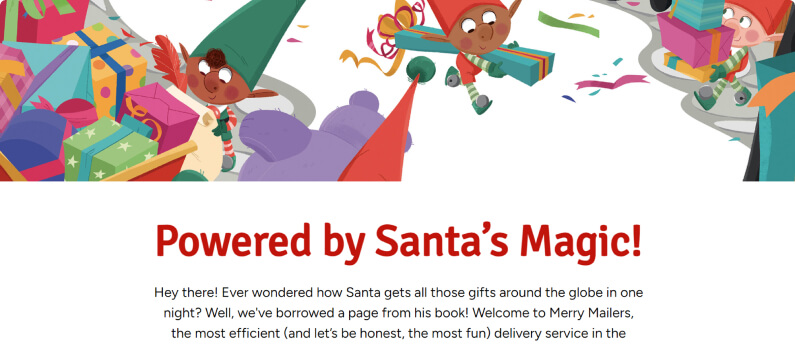 Powered by Santa’s Magic!
Hey there! Ever wondered how Santa gets all those gifts around the globe in one
night? Well, we've borrowed a page from his book! Welcome to Merry Mailers,
the most efficient (and let’s be honest, the most fun) delivery service in the